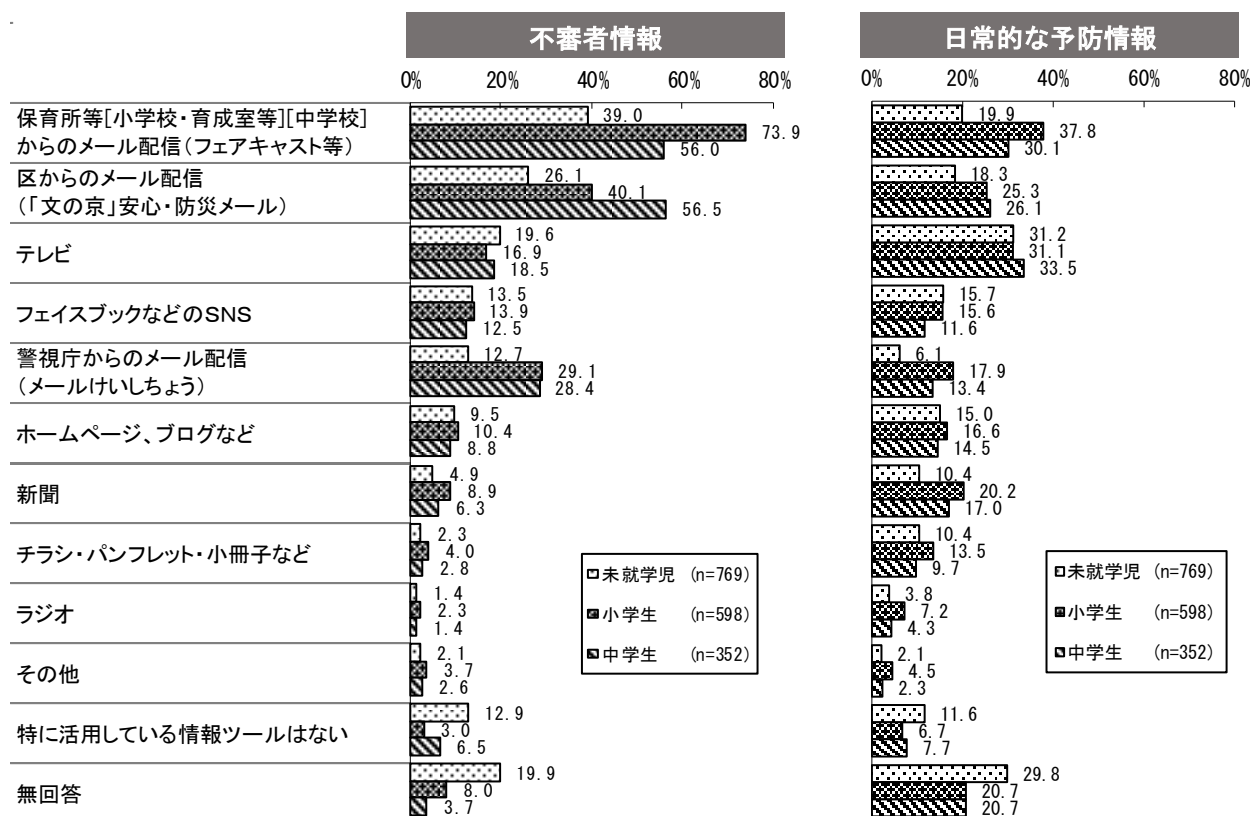 不審者情報
日常的な予防情報
0% 20% 40% 60% 80%
0% 20% 40% 60% 80%
保育所等[小学校・育成室等][中学校]
からのメール配信(フェアキャスト等)
39.0
73.9
56.0
19.9
37.8
30.1
区からのメール配信
(「文の京」安心・防災メール)
26.1
40.1
56.5
18.3
25.3
26.1
テレビ
19.6
16.9
18.5
31.2
31.1
33.5
フェイスブックなどのSNS
13.5
13.9
12.5
15.7
15.6
11.6
警視庁からのメール配信
(メールけいしちょう)
12.7
29.1
28.4
6.1
17.9
13.4
ホームページ、ブログなど
9.5
10.4
8.8
15.0
16.6
14.5
新聞
4.9
8.9
6.3
10.4
20.2
17.0
チラシ・パンフレット・小冊子など
2.3
4.0
2.8
10.4
13.5
9.7
ラジオ
1.4
2.3
1.4
3.8
7.2
4.3
その他
2.1
3.7
2.6
2.1
4.5
2.3
特に活用している情報ツールはない
12.9
3.0
6.5
11.6
6.7
7.7
無回答
19.9
8.0
3.7
29.8
20.7
20.7
未就学児 (n=769)
小学生 (n=598)
中学生 (n=352)
未就学児 (n=769)
小学生 (n=598)
中学生 (n=352)